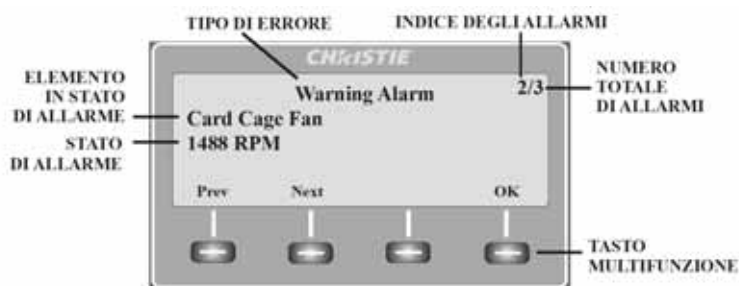 TIPO DI ERRORE
INDICE DEGLI ALLARMI
CHRISTIE
ELEMENTO
IN STATO
DI ALLARME
STATO
DI ALLARME
Warning Alarm
2/3
Card Cage Fan
1488 RPM
Prev
Next
OK
NUMERO
TOTALE
DI ALLARMI
TASTO
MULTIFUNZIONE